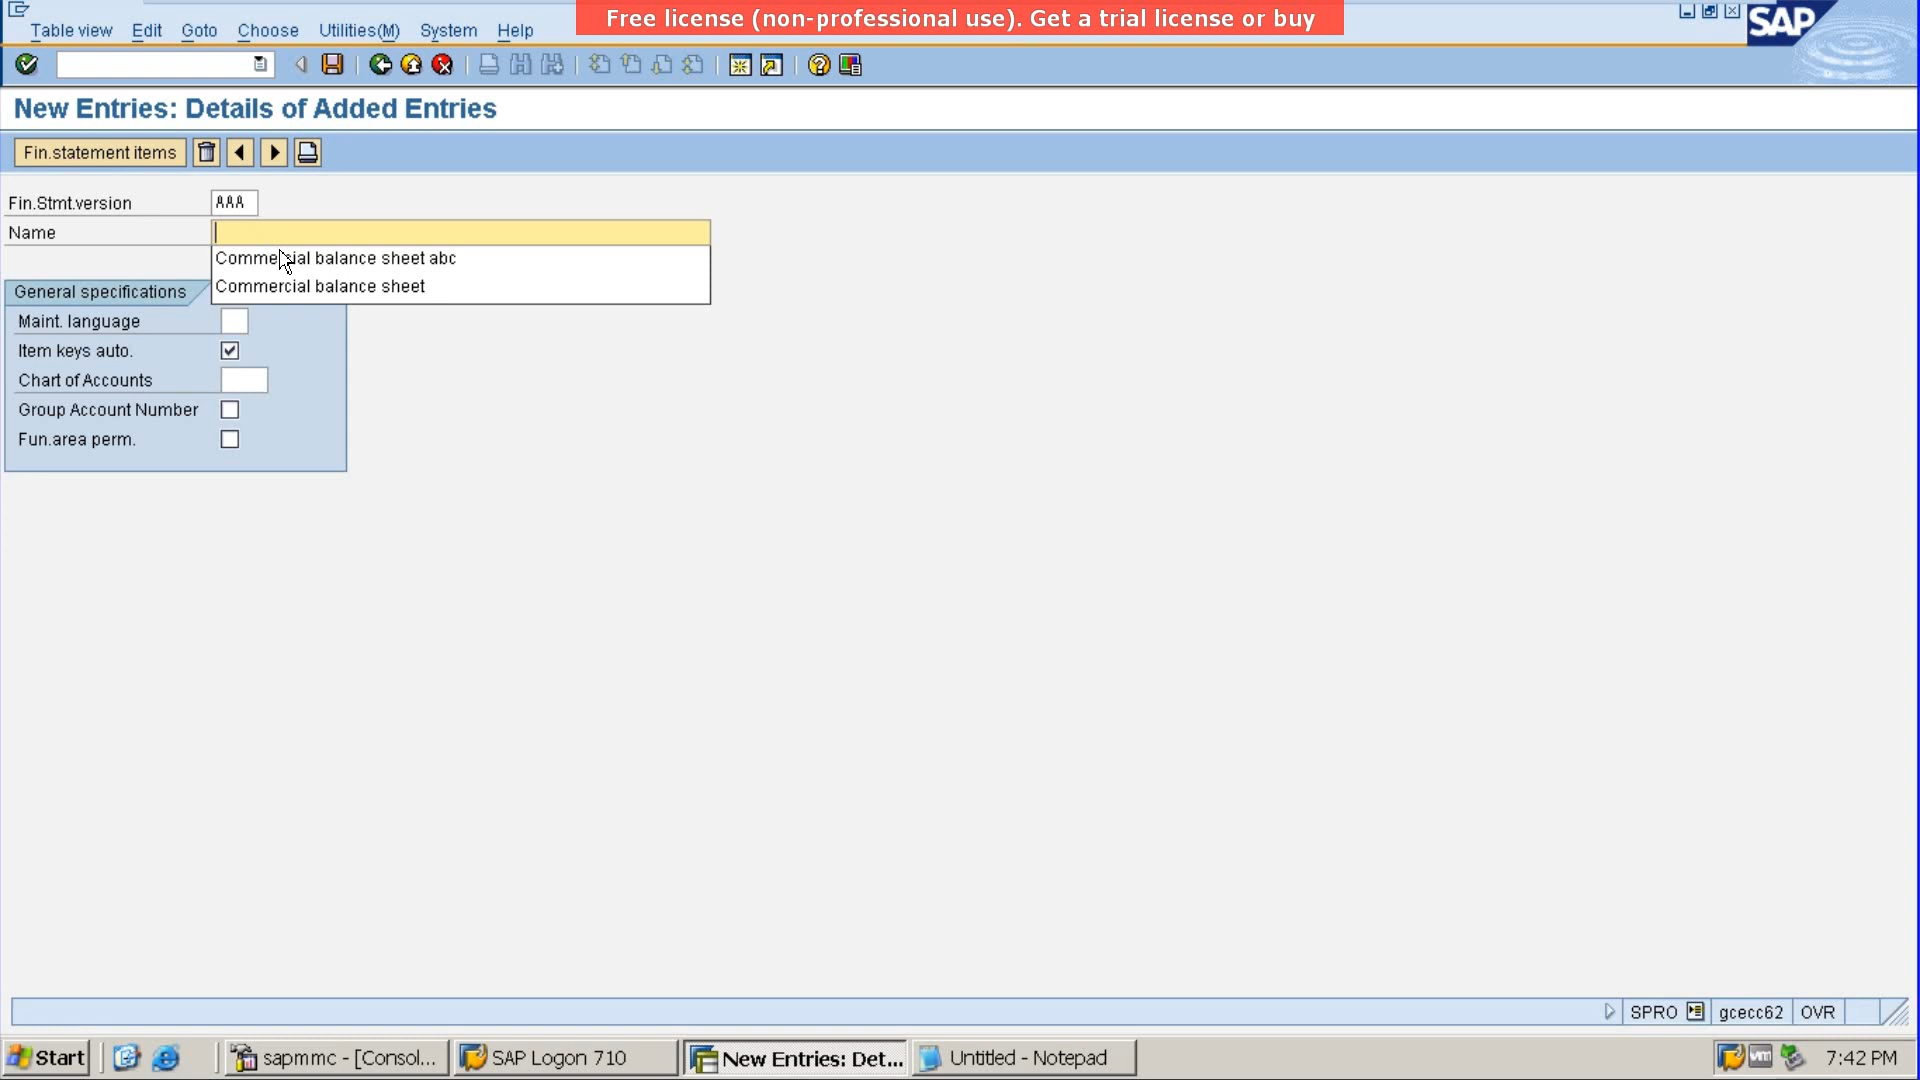 Free license (non-professional use). Get a trial license or buy
SAP
Table view Edit Goto Choose Utilities(M) System Help
New Entries: Details of Added Entries
Fin.statement items
Fin.Stmt.version AAA
Name
Commercial balance sheet abc
Commercial balance sheet
General specifications
Maint. language
Item keys auto.
Chart of Accounts
Group Account Number
Fun.area perm.
SPRO gcecc62 OVR
Start sapmmc - [Consol... SAP Logon 710 New Entries: Det... Untitled - Notepad 7:42 PM